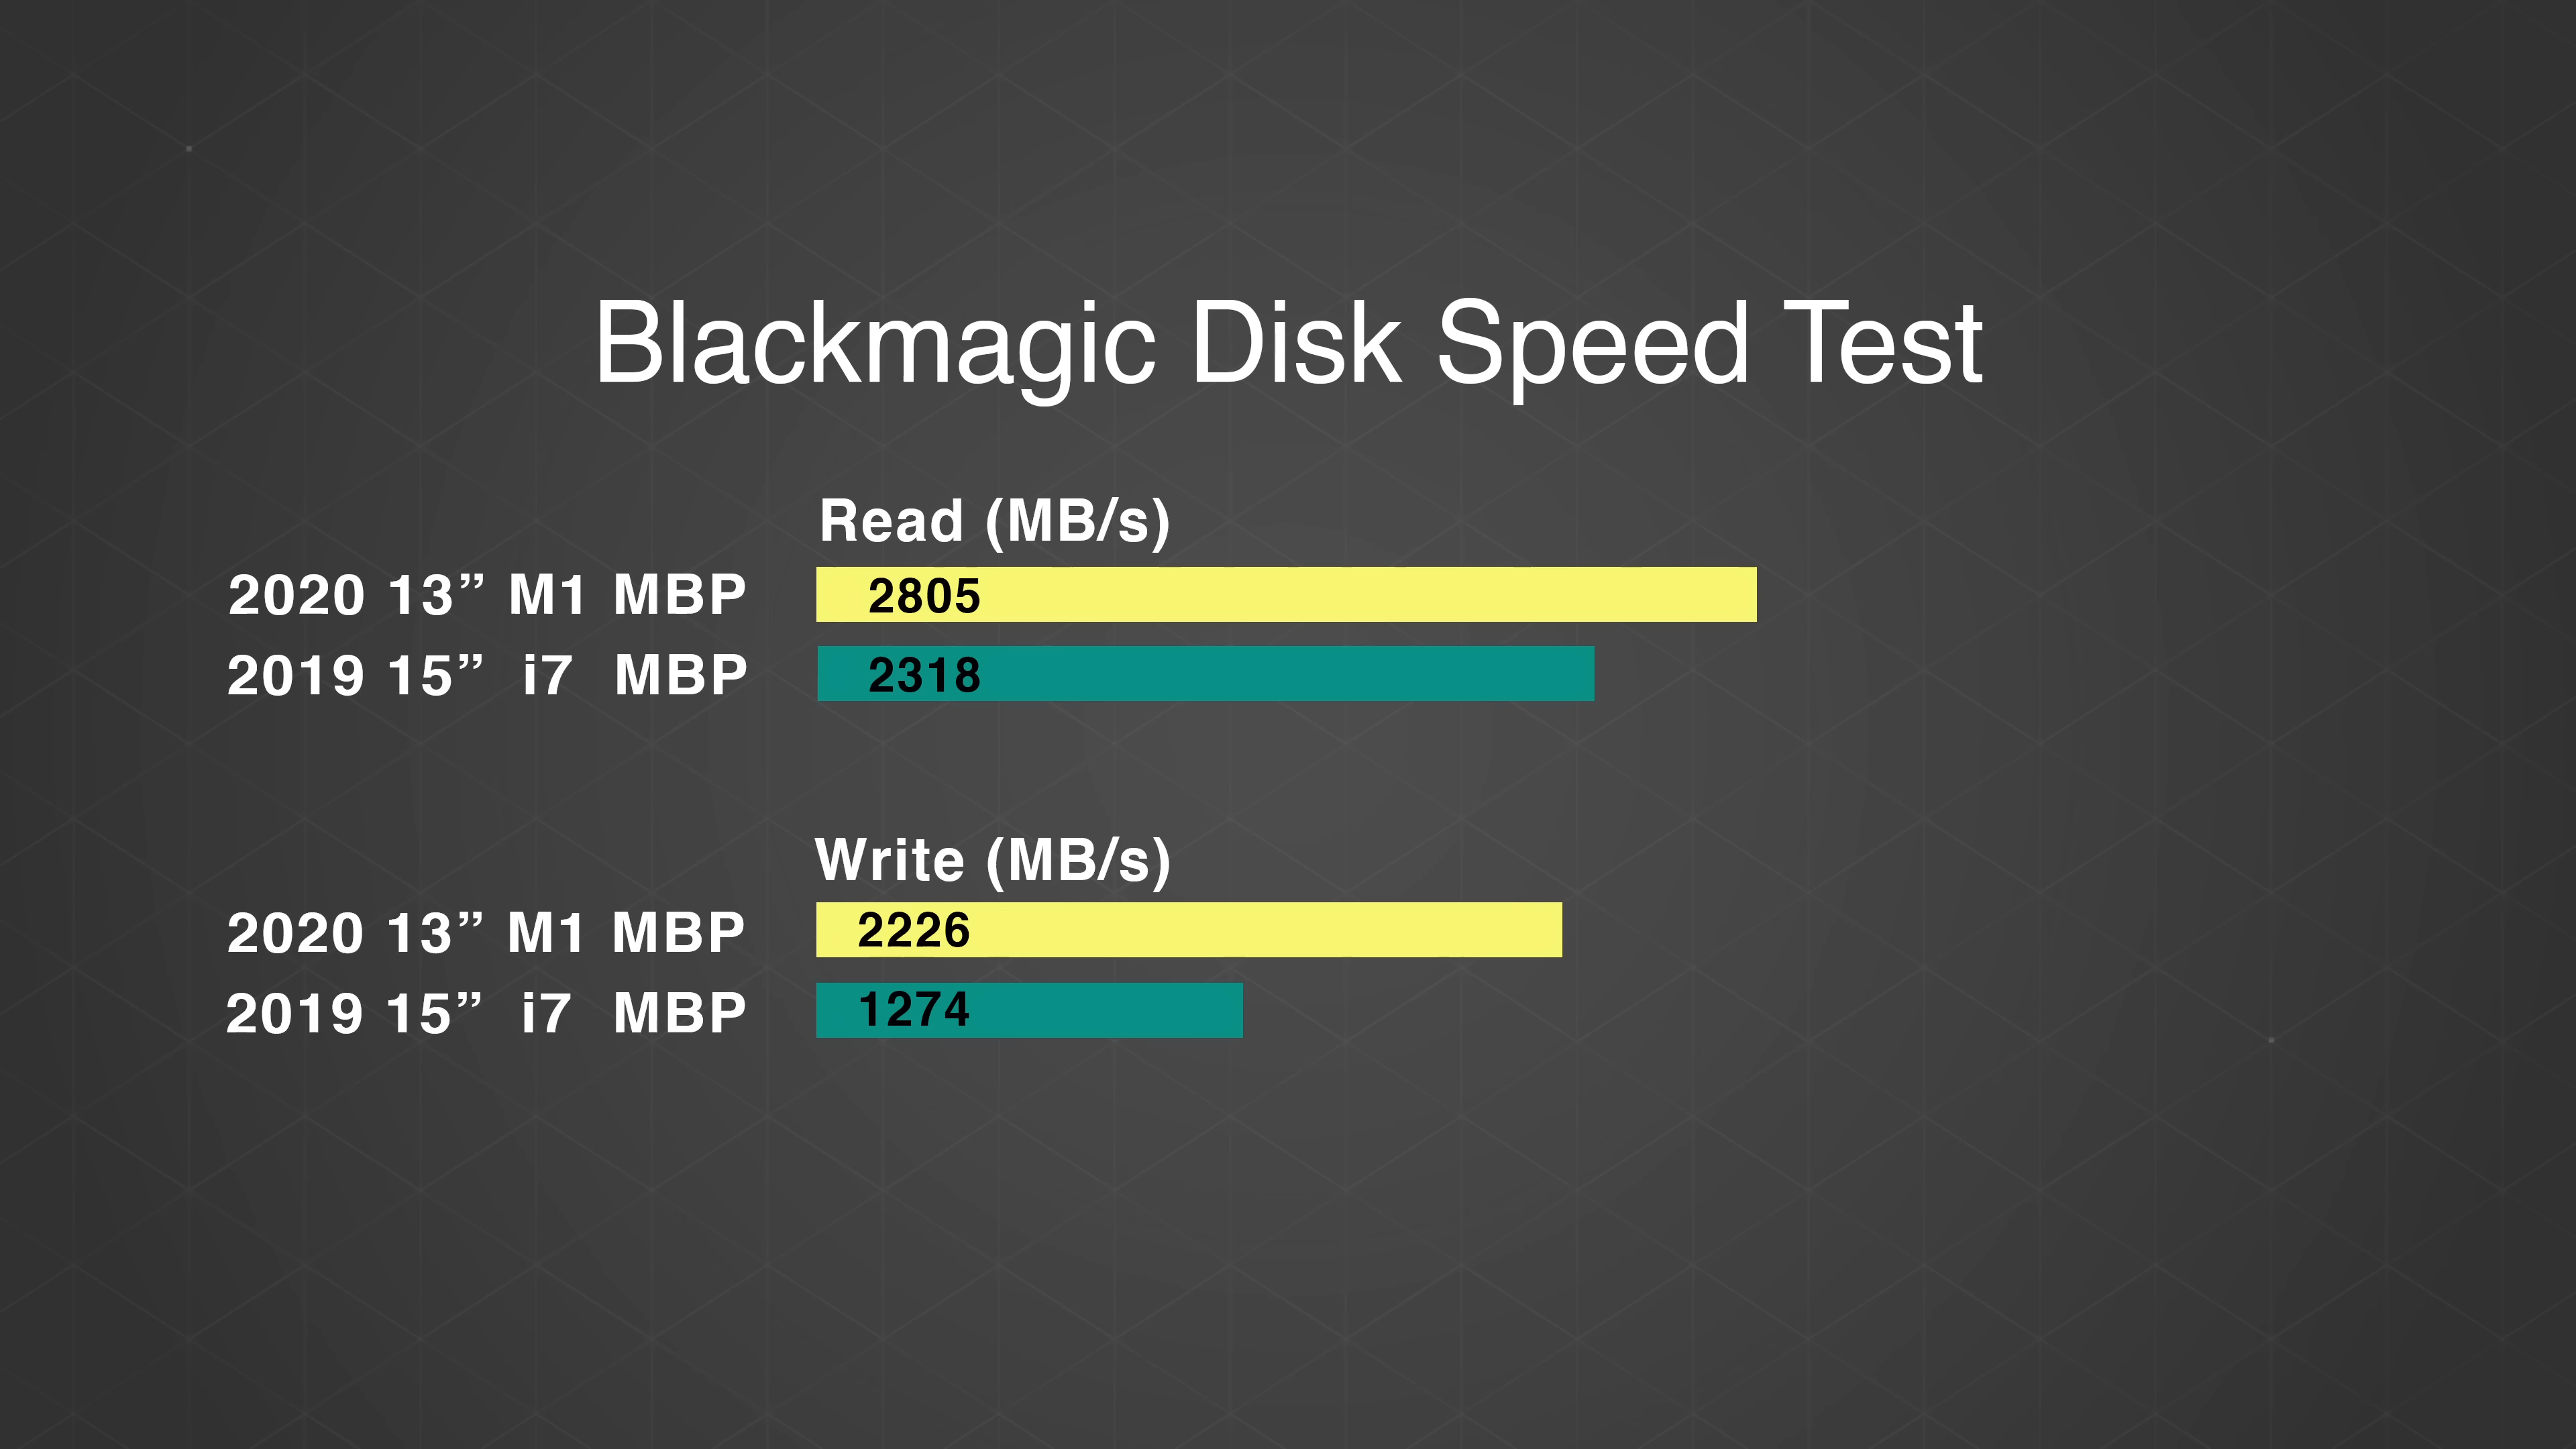 Blackmagic Disk Speed Test
Read (MB/s)
2020 13” M1 MBP 2805
2019 15” i7 MBP 2318
Write (MB/s)
2020 13” M1 MBP 2226
2019 15” i7 MBP 1274